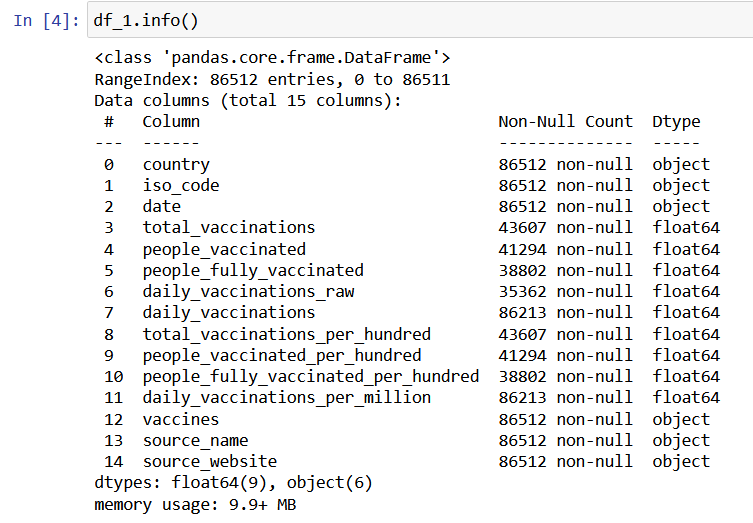 In [4]: df_1.info()
<class 'pandas.core.frame.DataFrame'>
RangeIndex: 86512 entries, 0 to 86511
Data columns (total 15 columns):
 #   Column                               Non-Null Count  Dtype
---  ------                               --------------  -----
 0   country                              86512 non-null  object
 1   iso_code                             86512 non-null  object
 2   date                                 86512 non-null  object
 3   total_vaccinations                   43607 non-null  float64
 4   people_vaccinated                    41294 non-null  float64
 5   people_fully_vaccinated              38802 non-null  float64
 6   daily_vaccinations_raw               35362 non-null  float64
 7   daily_vaccinations                   86213 non-null  float64
 8   total_vaccinations_per_hundred       43607 non-null  float64
 9   people_vaccinated_per_hundred        41294 non-null  float64
 10  people_fully_vaccinated_per_hundred  38802 non-null  float64
 11  daily_vaccinations_per_million       86213 non-null  float64
 12  vaccines                             86512 non-null  object
 13  source_name                          86512 non-null  object
 14  source_website                       86512 non-null  object
dtypes: float64(9), object(6)
memory usage: 9.9+ MB